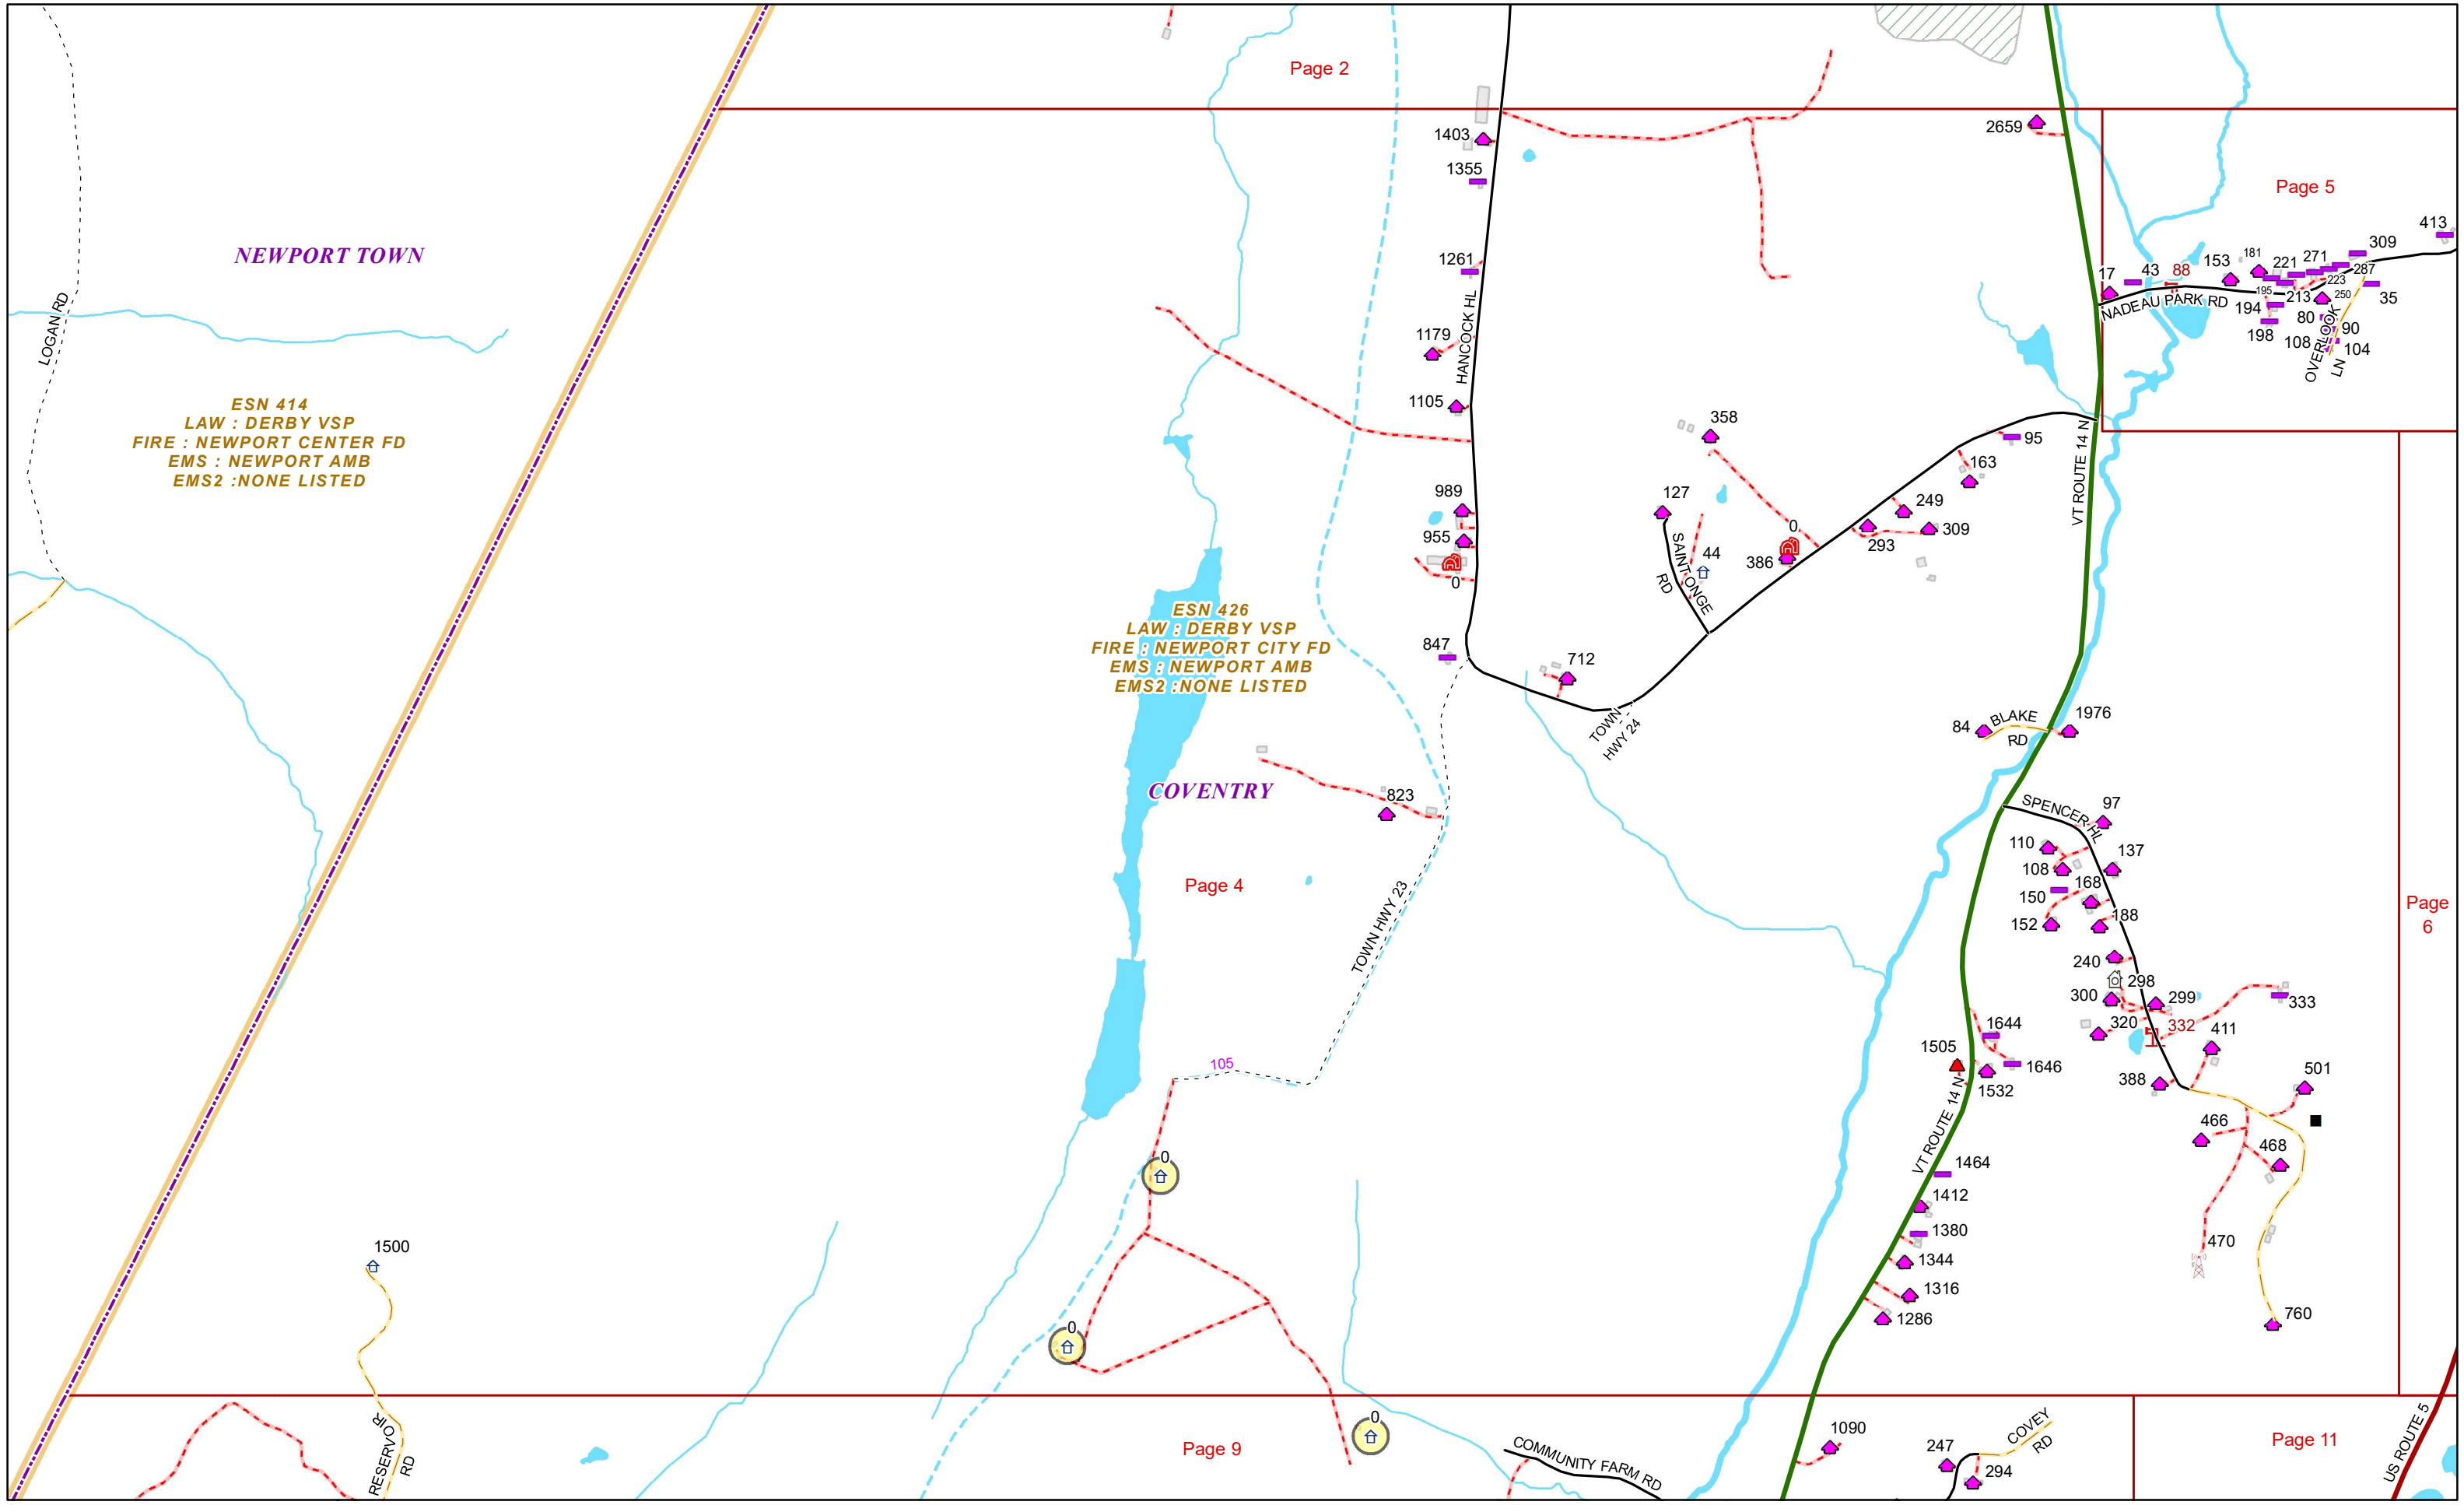 Page 2
1403
2659
1355
Page 5
413
NEWPORT TOWN
1261
17
43
88
153
181
221
271
309
287
223
35
NADEAU PARK RD
195
194
213
250
198
80
90
108
104
OVERLOOK
LN
LOGAN RD
HANCOCK HL
1179
1105
ESN 414
LAW : DERBY VSP
FIRE : NEWPORT CENTER FD
EMS : NEWPORT AMB
EMS2 :NONE LISTED
358
95
163
VT ROUTE 14 N
989
127
249
955
0
309
293
SAINT ONGE
RD
44
386
0
ESN 426
LAW : DERBY VSP
FIRE : NEWPORT CITY FD
EMS : NEWPORT AMB
EMS2 :NONE LISTED
847
712
TOWN
HWY 24
84
BLAKE
RD
1976
COVENTRY
823
SPENCER HL
97
110
108
137
Page 4
150
168
152
188
Page
6
TOWN HWY 23
240
298
300
299
333
320
332
411
1644
1505
1646
1532
105
388
501
VT ROUTE 14 N
466
468
0
1464
1412
1380
470
1500
1344
1316
1286
760
0
RESERVOIR
RD
Page 9
0
COMMUNITY FARM RD
1090
247
294
COVEY
RD
Page 11
US ROUTE 5